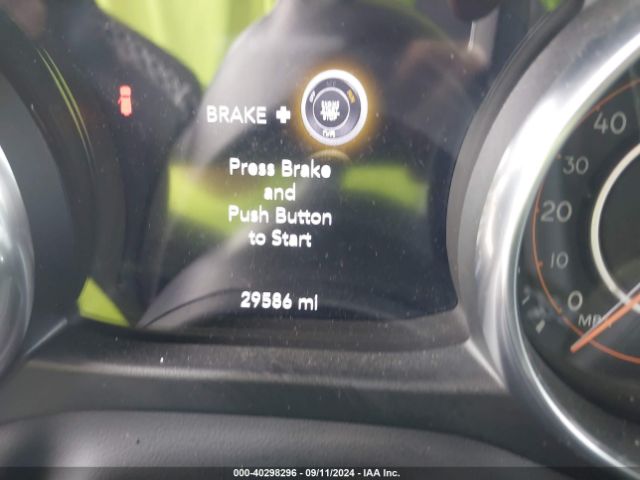 BRAKE +
Press Brake
and
Push Button
to Start
29586 mi
40
30
20
10
0
000-40298296 - 09/11/2024 - IAA Inc.